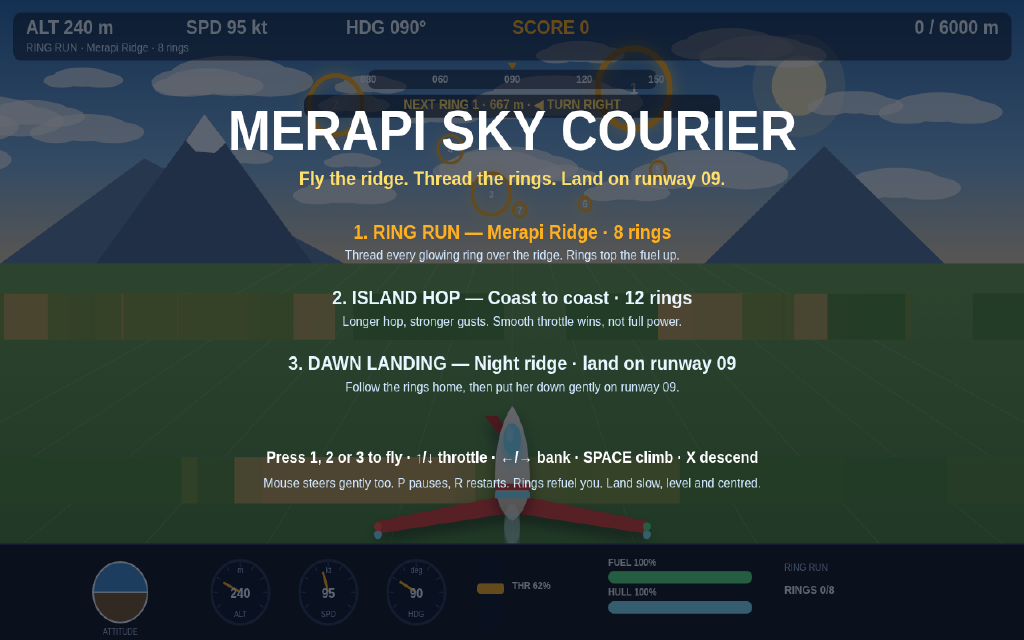 ALT 240 m SPD 95 kt HDG 090° SCORE 0 0 / 6000 m
RING RUN · Merapi Ridge · 8 rings
030 060 090 120 150
1
NEXT RING 1 · 667 m · ◀ TURN RIGHT
MERAPI SKY COURIER
Fly the ridge. Thread the rings. Land on runway 09.
3
7
6
1. RING RUN — Merapi Ridge · 8 rings
Thread every glowing ring over the ridge. Rings top the fuel up.
2. ISLAND HOP — Coast to coast · 12 rings
Longer hop, stronger gusts. Smooth throttle wins, not full power.
3. DAWN LANDING — Night ridge · land on runway 09
Follow the rings home, then put her down gently on runway 09.
Press 1, 2 or 3 to fly · ↑/↓ throttle · ←/→ bank · SPACE climb · X descend
Mouse steers gently too. P pauses, R restarts. Rings refuel you. Land slow, level and centred.
ATTITUDE
m
240
ALT
kt
95
SPD
deg
90
HDG
THR 62%
FUEL 100%
HULL 100%
RING RUN
RINGS 0/8